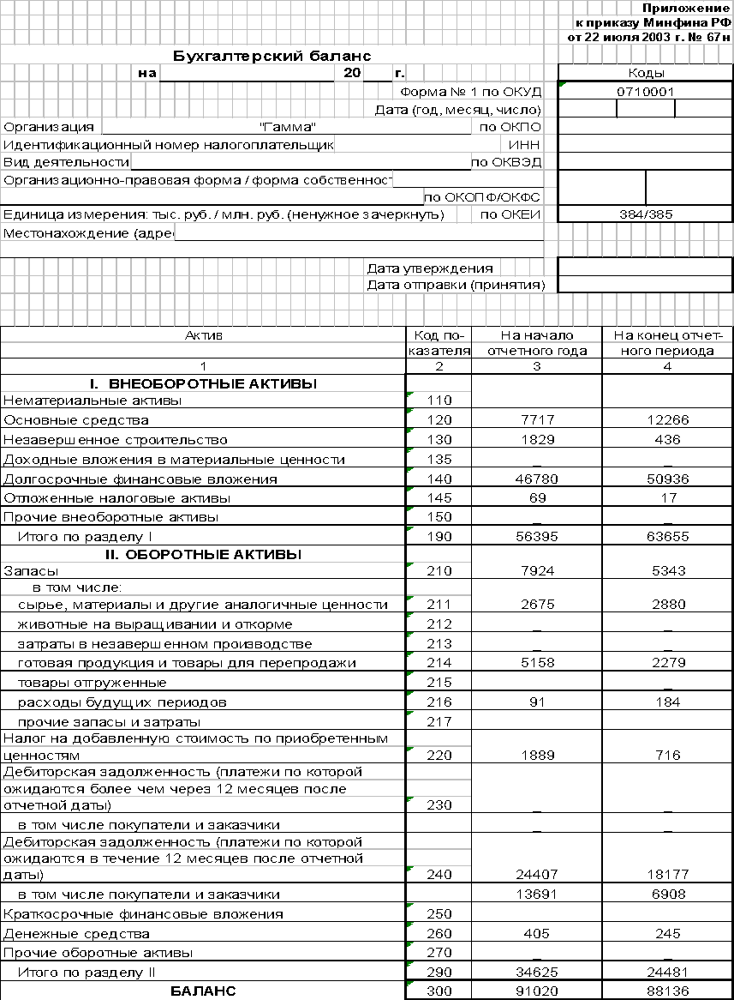 Приложение
к приказу Минфина РФ
от 22 июля 2003 г. № 67н
Бухгалтерский баланс
на 20 г.
Коды
Форма № 1 по ОКУД 0710001
Дата (год, месяц, число)
Организация "Гамма" по ОКПО
Идентификационный номер налогоплательщик ИНН
Вид деятельности по ОКВЭД
Организационно-правовая форма / форма собственнос
по ОКОПФ/ОКФС
Единица измерения: тыс. руб. / млн. руб. (ненужное зачеркнуть) по ОКЕИ 384/385
Местонахождение (адре
Дата утверждения
Дата отправки (принятия)
Актив Код по- На начало На конец отчет-
казателя отчетного года ного периода
1 2 3 4
I. ВНЕОБОРОТНЫЕ АКТИВЫ
Нематериальные активы 110
Основные средства 120 7717 12266
Незавершенное строительство 130 1829 436
Доходные вложения в материальные ценности 135 _ _
Долгосрочные финансовые вложения 140 46780 50936
Отложенные налоговые активы 145 69 17
Прочие внеоборотные активы 150 _ _
Итого по разделу I 190 56395 63655
II. ОБОРОТНЫЕ АКТИВЫ
Запасы 210 7924 5343
в том числе:
сырье, материалы и другие аналогичные ценности 211 2675 2880
животные на выращивании и откорме 212 _ _
затраты в незавершенном производстве 213 _ _
готовая продукция и товары для перепродажи 214 5158 2279
товары отгруженные 215 _
расходы будущих периодов 216 91 184
прочие запасы и затраты 217
Налог на добавленную стоимость по приобретенным
ценностям 220 1889 716
Дебиторская задолженность (платежи по которой
ожидаются более чем через 12 месяцев после
отчетной даты) 230 _ _
в том числе покупатели и заказчики _ _
Дебиторская задолженность (платежи по которой
ожидаются в течение 12 месяцев после отчетной
даты) 240 24407 18177
в том числе покупатели и заказчики 13691 6908
Краткосрочные финансовые вложения 250
Денежные средства 260 405 245
Прочие оборотные активы 270 _ _
Итого по разделу II 290 34625 24481
БАЛАНС 300 91020 88136